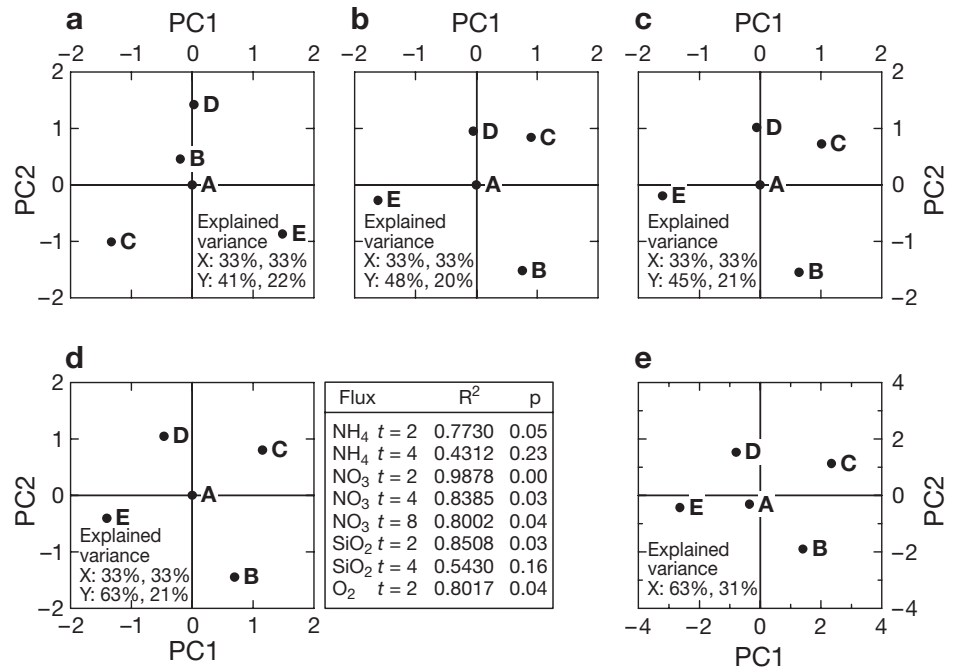 a
PC1
−2 −1 0 1 2
2
1
0
−1
−2
PC2
D
B
A
C
E
Explained
variance
X: 33%, 33%
Y: 41%, 22%
b
PC1
−2 −1 0 1 2
D
C
A
E
B
Explained
variance
X: 33%, 33%
Y: 48%, 20%
c
PC1
−2 −1 0 1 2
D
C
A
E
B
Explained
variance
X: 33%, 33%
Y: 45%, 21%
2
1
0
−1
−2
PC2
d
2
1
0
−1
−2
PC2
D
C
A
E
B
Explained
variance
X: 33%, 33%
Y: 63%, 21%
−2 −1 0 1 2
PC1
Flux R² p
NH₄ t = 2 0.7730 0.05
NH₄ t = 4 0.4312 0.23
NO₃ t = 2 0.9878 0.00
NO₃ t = 4 0.8385 0.03
NO₃ t = 8 0.8002 0.04
SiO₂ t = 2 0.8508 0.03
SiO₂ t = 4 0.5430 0.16
O₂ t = 2 0.8017 0.04
e
D
C
A
E
B
Explained
variance
X: 63%, 31%
4
2
0
−2
−4
PC2
−4 −2 0 2 4
PC1